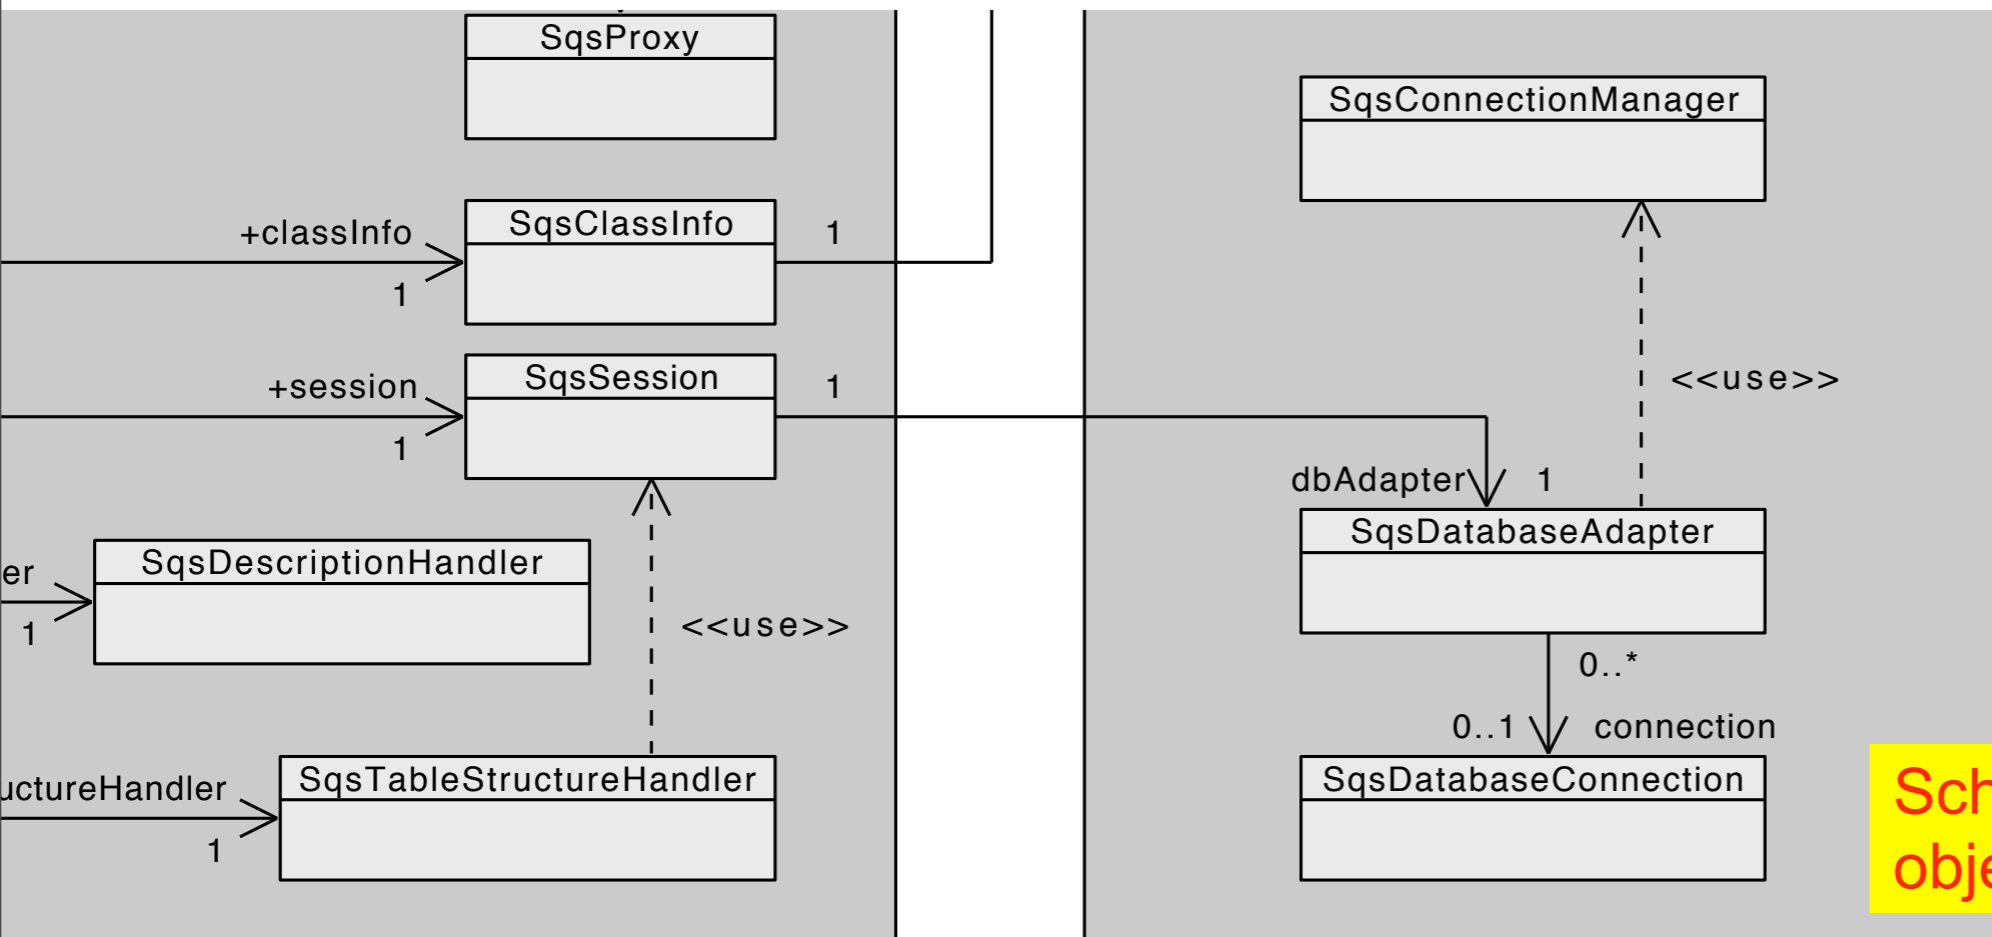 SqsProxy
SqsConnectionManager
+classInfo
SqsClassInfo
1
1
+session
SqsSession
1
1
<<use>>
dbAdapter
1
SqsDatabaseAdapter
er
SqsDescriptionHandler
1
<<use>>
0..*
0..1
connection
uctureHandler
SqsTableStructureHandler
1
SqsDatabaseConnection
Sch
obje